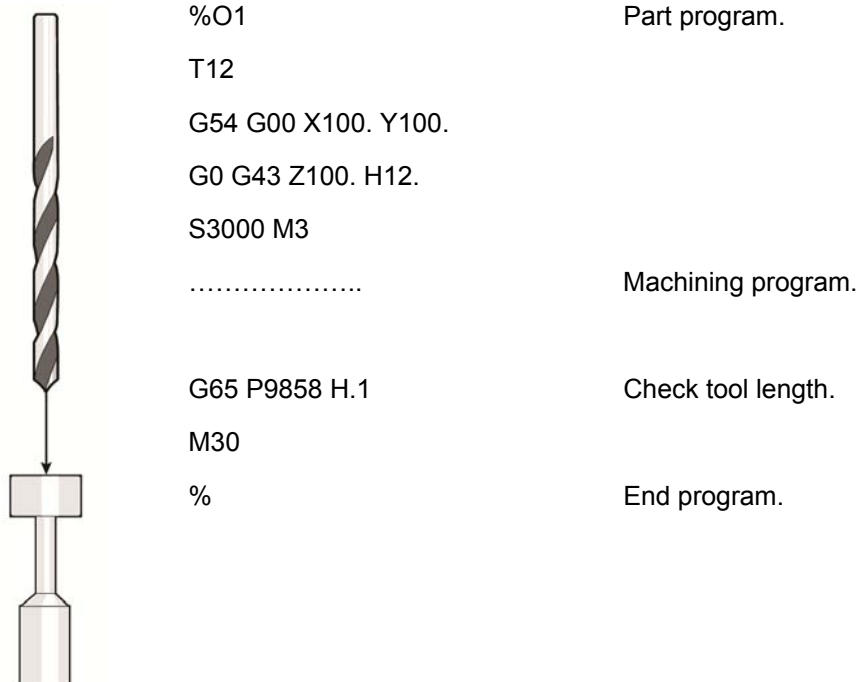 %O1 Part program.
T12
G54 G00 X100. Y100.
G0 G43 Z100. H12.
S3000 M3
………………….. Machining program.
G65 P9858 H.1 Check tool length.
M30
% End program.